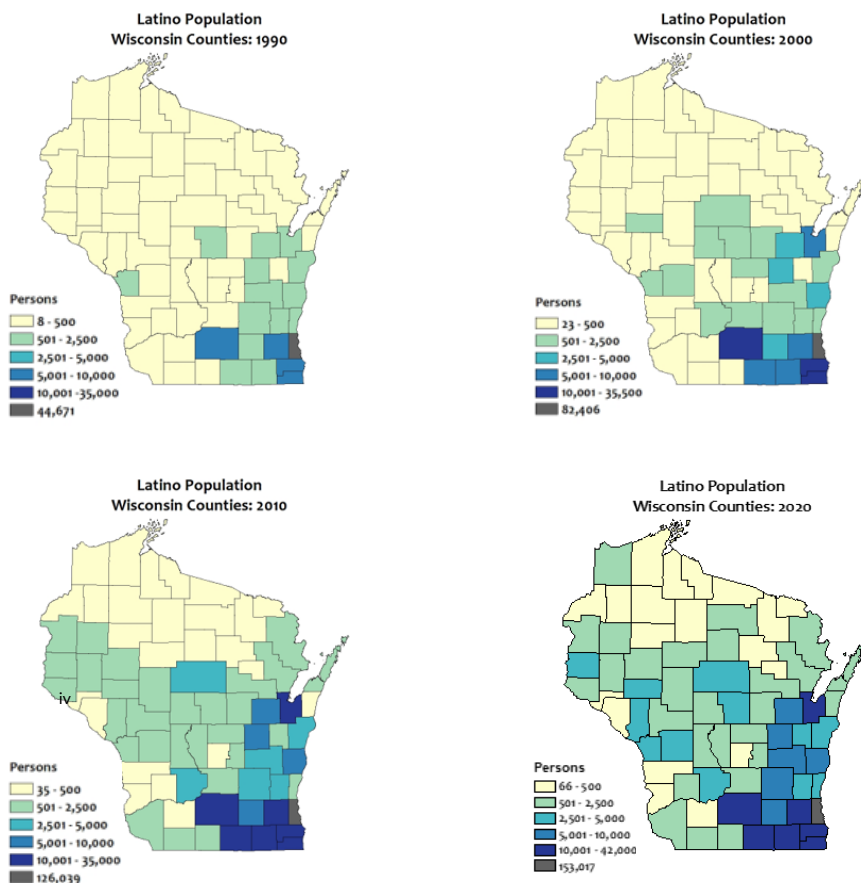 Latino Population
Wisconsin Counties: 1990
Persons
8 - 500
501 - 2,500
2,501 - 5,000
5,001 - 10,000
10,001 -35,000
44,671
Latino Population
Wisconsin Counties: 2000
Persons
23 - 500
501 - 2,500
2,501 - 5,000
5,001 - 10,000
10,001 - 35,500
82,406
Latino Population
Wisconsin Counties: 2010
iv
Persons
35 - 500
501 - 2,500
2,501 - 5,000
5,001 - 10,000
10,001 - 35,000
126,039
Latino Population
Wisconsin Counties: 2020
Persons
66 - 500
501 - 2,500
2,501 - 5,000
5,001 - 10,000
10,001 - 42,000
153,017